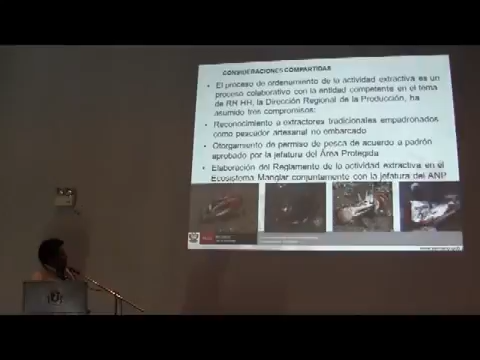 CONSIDERACIONES COMPARTIDAS
• El proceso de ordenamiento de la actividad extractiva es un
proceso colaborativo con la entidad competente en el tema
de RR HH, la Dirección Regional de la Producción, ha
asumido tres compromisos:
• Reconocimiento a extractores tradicionales empadronados
como pescador artesanal no embarcado
• Otorgamiento de permiso de pesca de acuerdo a padrón
aprobado por la jefatura del Área Protegida
• Elaboración del Reglamento de la actividad extractiva en el
Ecosistema Manglar conjuntamente con la jefatura del ANP